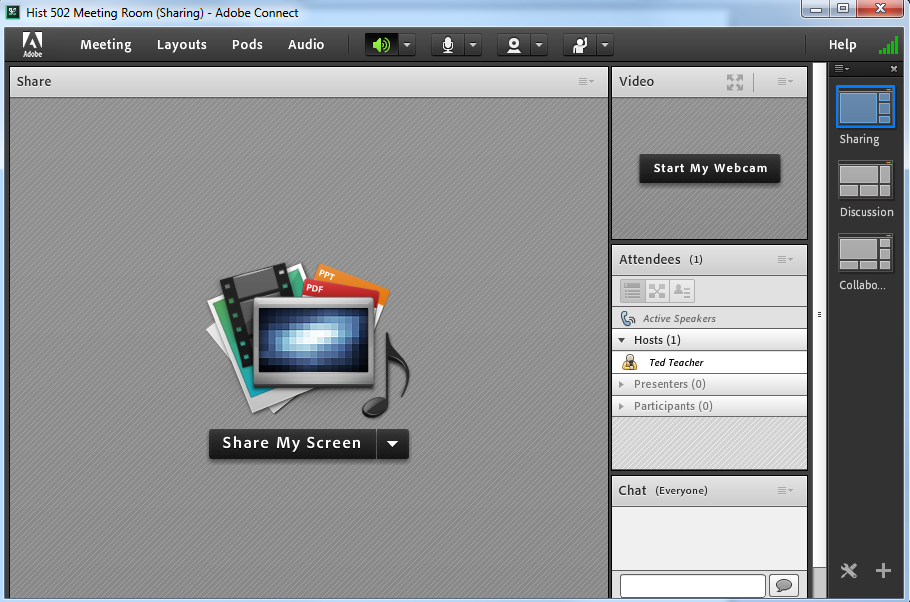 Hist 502 Meeting Room (Sharing) - Adobe Connect
Adobe
Meeting Layouts Pods Audio Help
Share
Video
Start My Webcam
Sharing
Discussion
Collabo...
PPT
PDF
Share My Screen
Attendees (1)
Active Speakers
Hosts (1)
Ted Teacher
Presenters (0)
Participants (0)
Chat (Everyone)